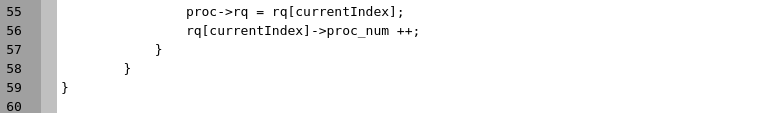 55                proc->rq = rq[currentIndex];
56                rq[currentIndex]->proc_num ++;
57            }
58        }
59 }
60